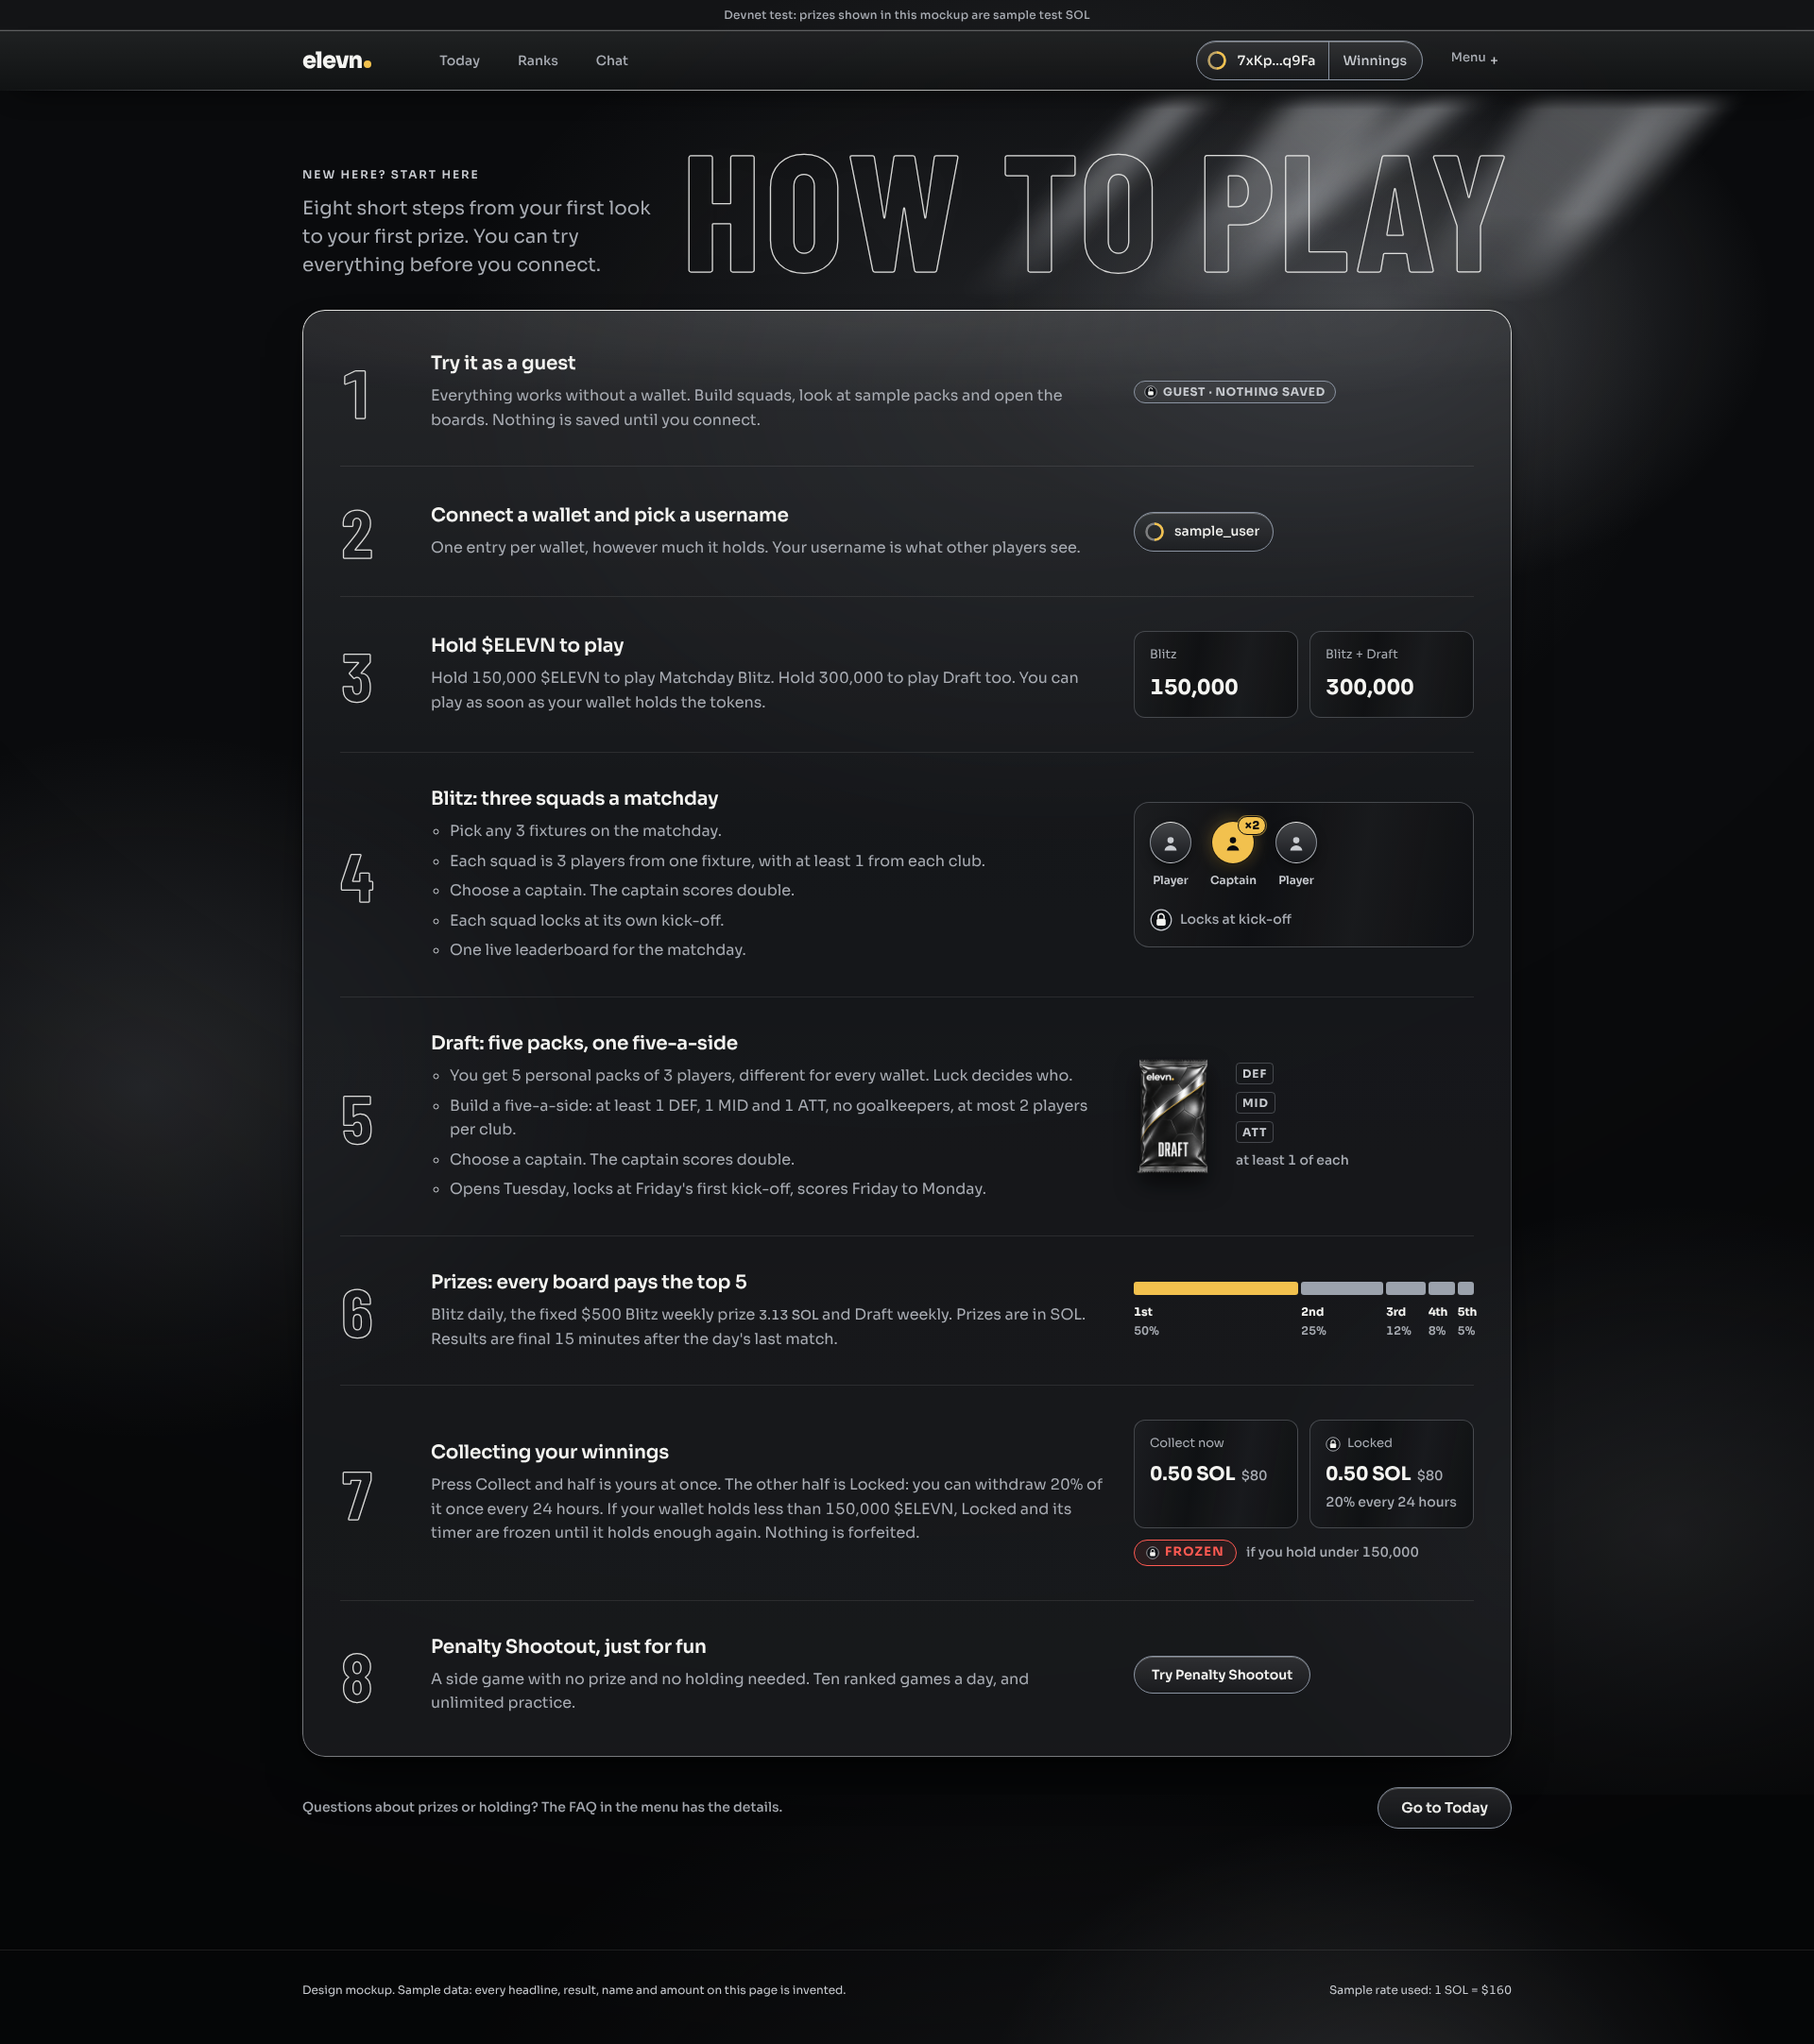 Devnet test: prizes shown in this mockup are sample test SOL
elevn.
Today
Ranks
Chat
7xKp...q9Fa
Winnings
Menu +
NEW HERE? START HERE
Eight short steps from your first look
to your first prize. You can try
everything before you connect.
HOW TO PLAY
1
Try it as a guest
Everything works without a wallet. Build squads, look at sample packs and open the
boards. Nothing is saved until you connect.
GUEST · NOTHING SAVED
2
Connect a wallet and pick a username
One entry per wallet, however much it holds. Your username is what other players see.
sample_user
3
Hold $ELEVN to play
Hold 150,000 $ELEVN to play Matchday Blitz. Hold 300,000 to play Draft too. You can
play as soon as your wallet holds the tokens.
Blitz
150,000
Blitz + Draft
300,000
4
Blitz: three squads a matchday
Pick any 3 fixtures on the matchday.
Each squad is 3 players from one fixture, with at least 1 from each club.
Choose a captain. The captain scores double.
Each squad locks at its own kick-off.
One live leaderboard for the matchday.
×2
Player
Captain
Player
Locks at kick-off
5
Draft: five packs, one five-a-side
You get 5 personal packs of 3 players, different for every wallet. Luck decides who.
Build a five-a-side: at least 1 DEF, 1 MID and 1 ATT, no goalkeepers, at most 2 players
per club.
Choose a captain. The captain scores double.
Opens Tuesday, locks at Friday's first kick-off, scores Friday to Monday.
elevn.
DRAFT
DEF
MID
ATT
at least 1 of each
6
Prizes: every board pays the top 5
Blitz daily, the fixed $500 Blitz weekly prize 3.13 SOL and Draft weekly. Prizes are in SOL.
Results are final 15 minutes after the day's last match.
1st
50%
2nd
25%
3rd
12%
4th
8%
5th
5%
7
Collecting your winnings
Press Collect and half is yours at once. The other half is Locked: you can withdraw 20% of
it once every 24 hours. If your wallet holds less than 150,000 $ELEVN, Locked and its
timer are frozen until it holds enough again. Nothing is forfeited.
Collect now
0.50 SOL $80
Locked
0.50 SOL $80
20% every 24 hours
FROZEN
if you hold under 150,000
8
Penalty Shootout, just for fun
A side game with no prize and no holding needed. Ten ranked games a day, and
unlimited practice.
Try Penalty Shootout
Questions about prizes or holding? The FAQ in the menu has the details.
Go to Today
Design mockup. Sample data: every headline, result, name and amount on this page is invented.
Sample rate used: 1 SOL = $160